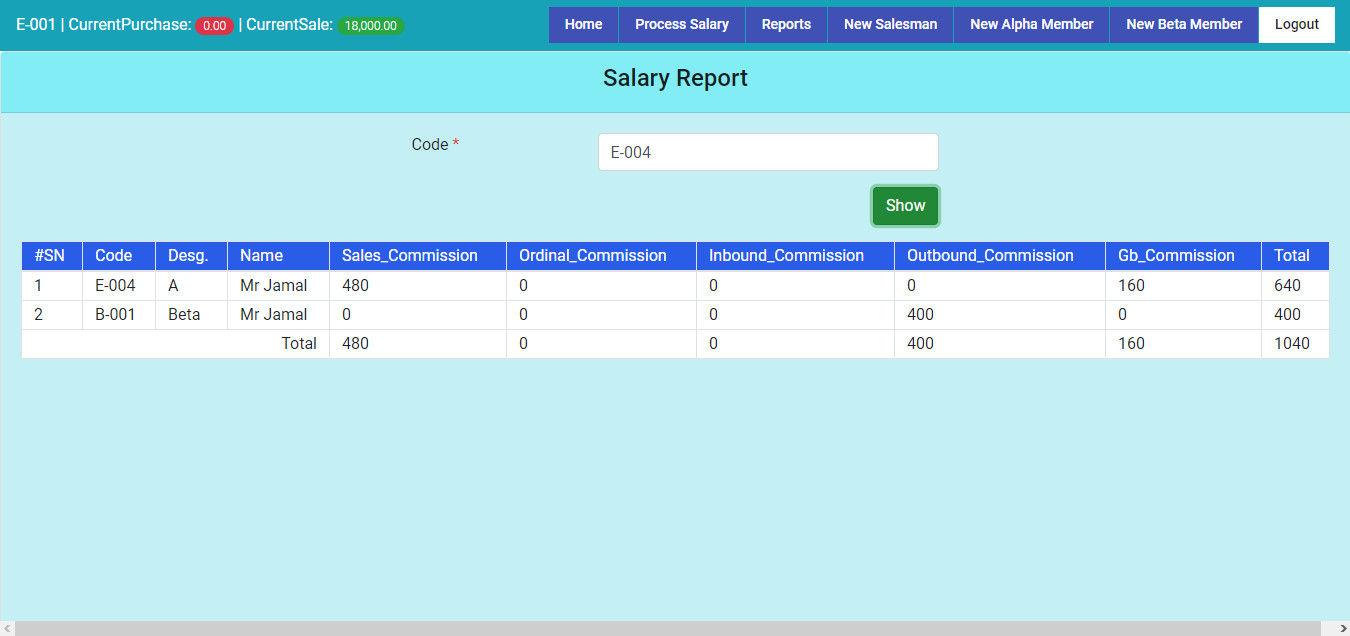 E-001 | CurrentPurchase: 0.00 | CurrentSale: 18,000.00 Home Process Salary Reports New Salesman New Alpha Member New Beta Member Logout
Salary Report
Code *
E-004
Show
#SN Code Desg. Name Sales_Commission Ordinal_Commission Inbound_Commission Outbound_Commission Gb_Commission Total
1 E-004 A Mr Jamal 480 0 0 0 160 640
2 B-001 Beta Mr Jamal 0 0 0 400 0 400
Total 480 0 0 400 160 1040